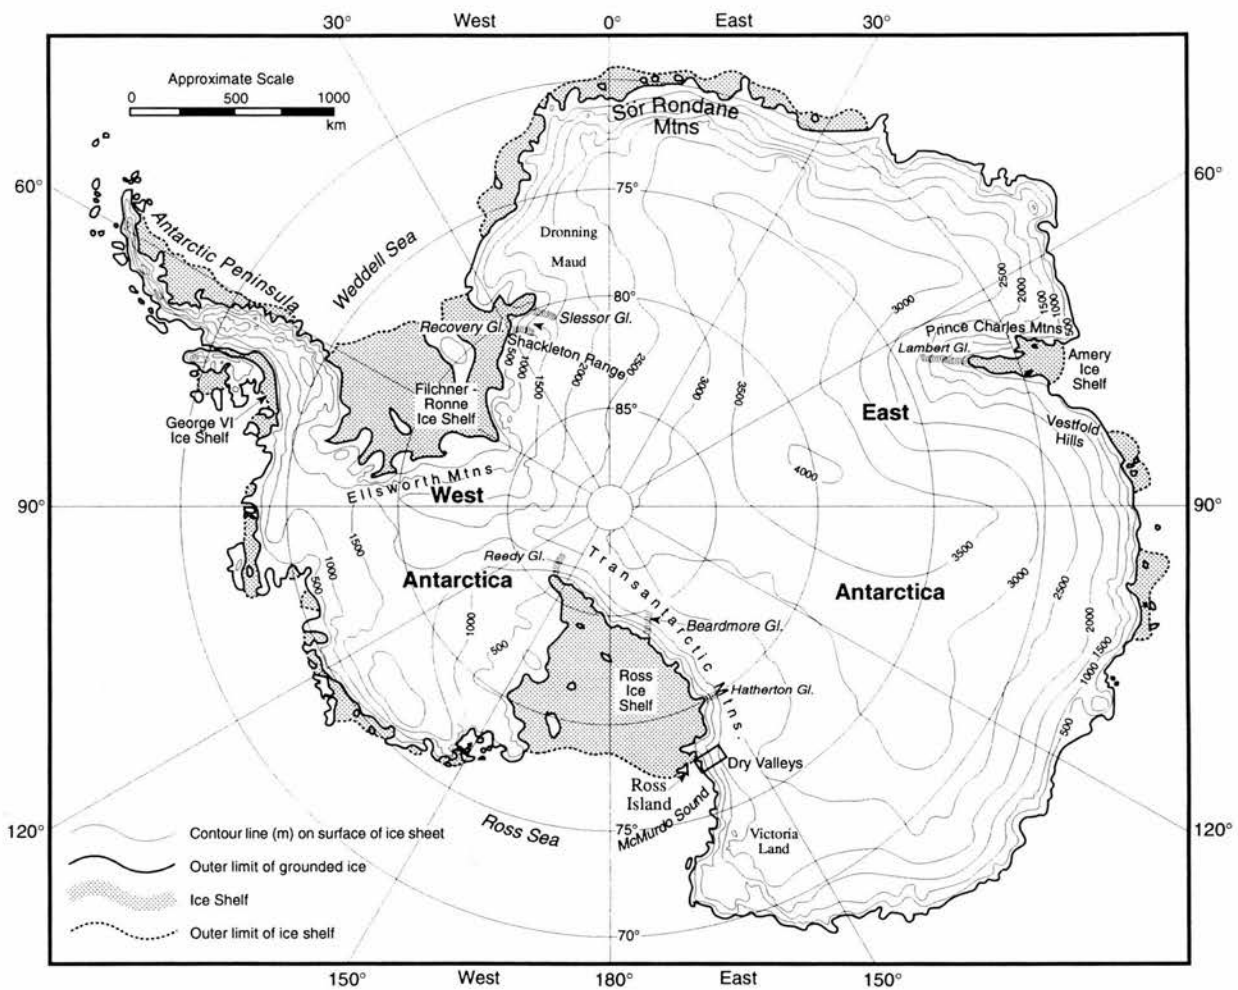 30°
West
0°
East
30°
Approximate Scale
0
500
1000
km
Sör Rondane
Mtns
60°
60°
75°
Antarctic Peninsula
Weddell Sea
Dronning
Maud
80°
Slessor Gl.
Recovery Gl.
Shackleton Range
3000
2500
2000
1500
1000
500
Prince Charles Mtns
Lambert Gl.
Amery
Ice
Shelf
500
1000
1500
2000
2500
3000
3500
Filchner -
Ronne
Ice Shelf
George VI
Ice Shelf
85°
East
Vestfold
Hills
4000
Ellsworth Mtns
West
90°
90°
1500
1000
500
Reedy Gl.
Transantarctic Mtns.
3500
3000
2500
2000
1500
1000
500
Antarctica
Antarctica
1000
500
Beardmore Gl.
Ross
Ice
Shelf
Hatherton Gl.
Dry Valleys
Ross
Island
McMurdo Sound
Ross Sea
75°
Victoria
Land
120°
120°
Contour line (m) on surface of ice sheet
Outer limit of grounded ice
Ice Shelf
Outer limit of ice shelf
70°
150°
West
180°
East
150°